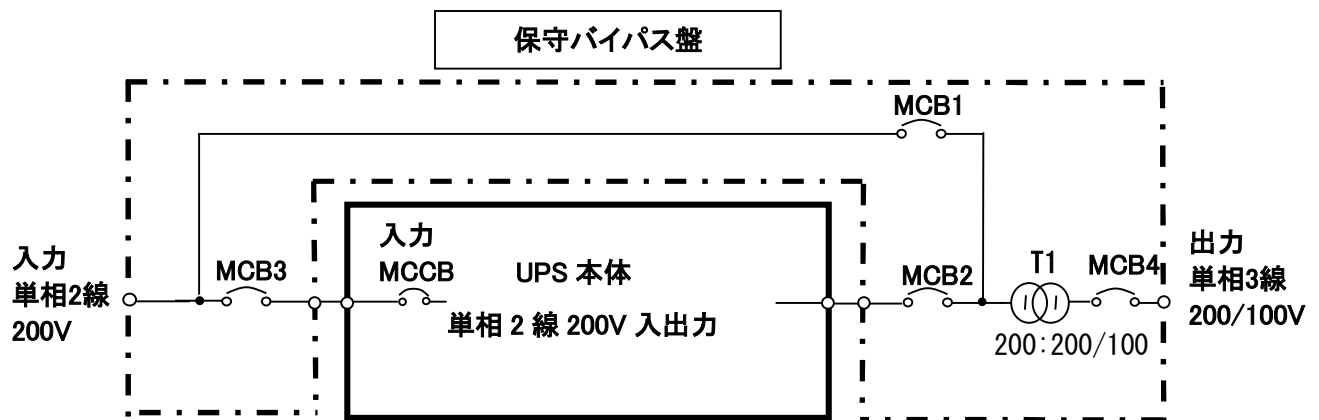 保守バイパス盤
MCB1
入力
単相2線
200V
MCB3
入力
MCCB
UPS 本体
単相 2 線 200V 入出力
MCB2
T1
MCB4
200:200/100
出力
単相3線
200/100V